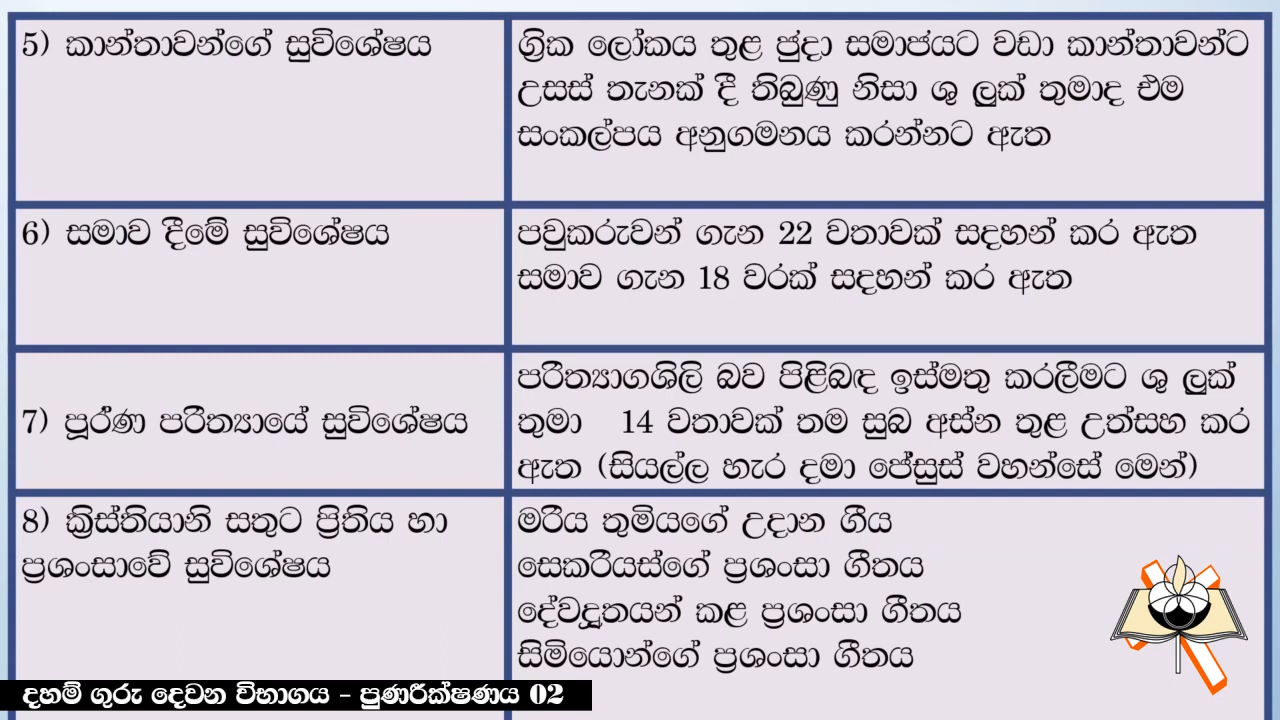 5) කාන්තාවන්ගේ සුවිශේෂය
ග්‍රික ලෝකය තුළ ජුදා සමාජයට වඩා කාන්තාවන්ට
උසස් තැනක් දී තිබුණු නිසා ශු ලුක් තුමාද එම
සංකල්පය අනුගමනය කරන්නට ඇත
6) සමාව දීමේ සුවිශේෂය
පවුකරුවන් ගැන 22 වතාවක් සඳහන් කර ඇත
සමාව ගැන 18 වරක් සඳහන් කර ඇත
7) පූර්ණ පරිත්‍යායේ සුවිශේෂය
පරිත්‍යාගශිලි බව පිළිබඳ ඉස්මතු කරලීමට ශු ලුක්
තුමා 14 වතාවක් තම සුබ අස්න තුළ උත්සහ කර
ඇත (සියල්ල හැර දමා ජේසුස් වහන්සේ මෙන්)
8) ක්‍රිස්තියානි සතුට ප්‍රිතිය හා
ප්‍රශංසාවේ සුවිශේෂය
මරිය තුමියගේ උදාන ගීය
සෙකරියස්ගේ ප්‍රශංසා ගීතය
දේවදූතයන් කළ ප්‍රශංසා ගීතය
සිමියොන්ගේ ප්‍රශංසා ගීතය
දහම් ගුරු දෙවන විභාගය - පුණරීක්ෂණය 02